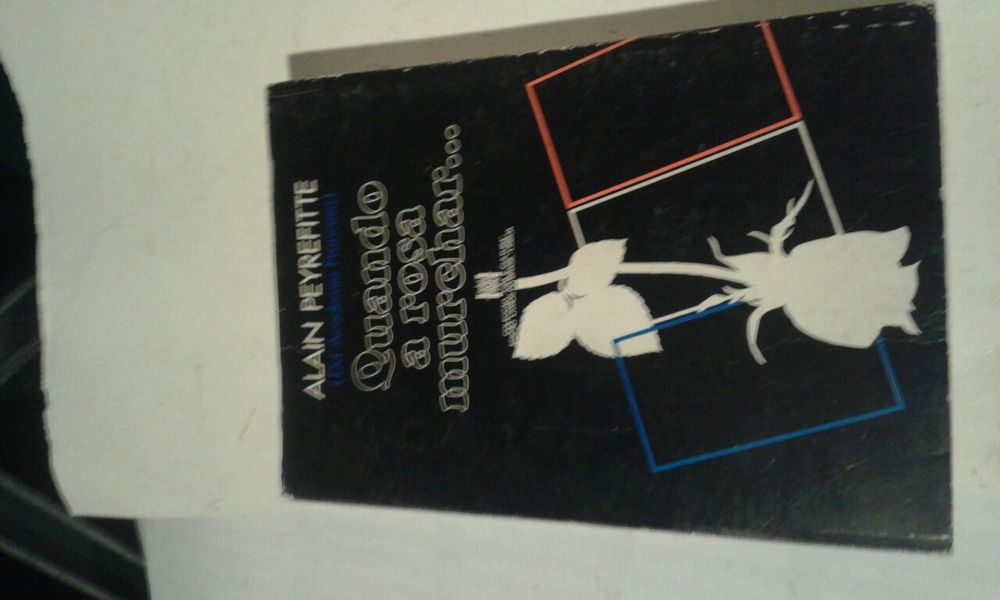 ALAIN PEYREFITTE
(Da Academia Francesa)
Quando
a rosa
murchar...